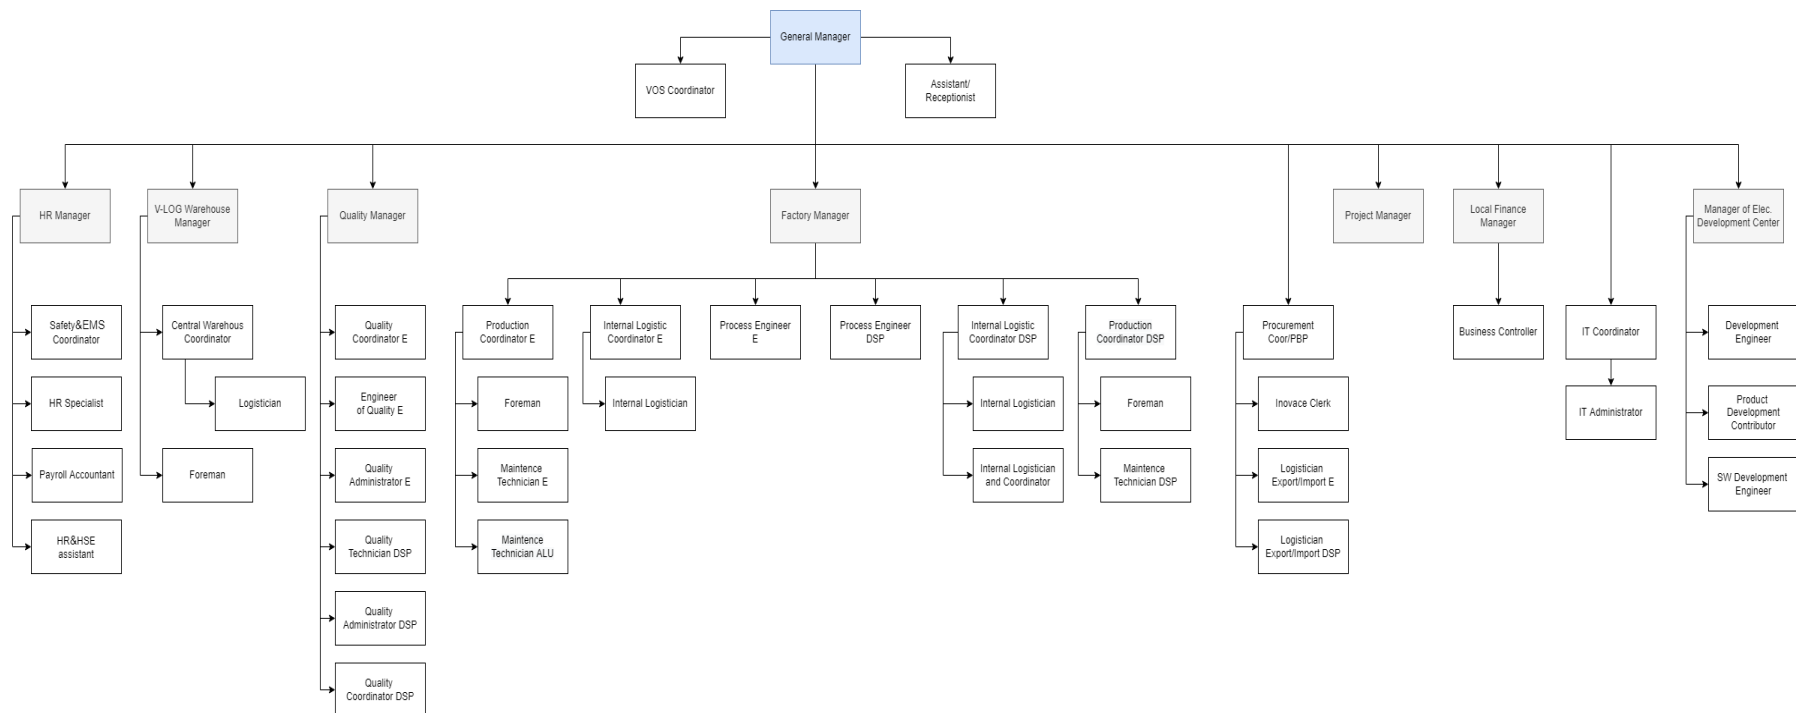 General Manager
VOS Coordinator
Assistant/
Receptionist
HR Manager
V-LOG Warehouse
Manager
Quality Manager
Factory Manager
Project Manager
Local Finance
Manager
Manager of Elec.
Development Center
Safety&EMS
Coordinator
Central Warehous
Coordinator
Quality
Coordinator E
Production
Coordinator E
Internal Logistic
Coordinator E
Process Engineer
E
Process Engineer
DSP
Internal Logistic
Coordinator DSP
Production
Coordinator DSP
Procurement
Coor/PBP
Business Controller
IT Coordinator
Development
Engineer
HR Specialist
Logistician
Engineer
of Quality E
Foreman
Internal Logistician
Internal Logistician
Foreman
Inovace Clerk
IT Administrator
Product
Development
Contributor
Payroll Accountant
Foreman
Quality
Administrator E
Maintence
Technician E
Internal Logistician
and Coordinator
Maintence
Technician DSP
Logistician
Export/Import E
SW Development
Engineer
HR&HSE
assistant
Quality
Technician DSP
Maintence
Technician ALU
Logistician
Export/Import DSP
Quality
Administrator DSP
Quality
Coordinator DSP